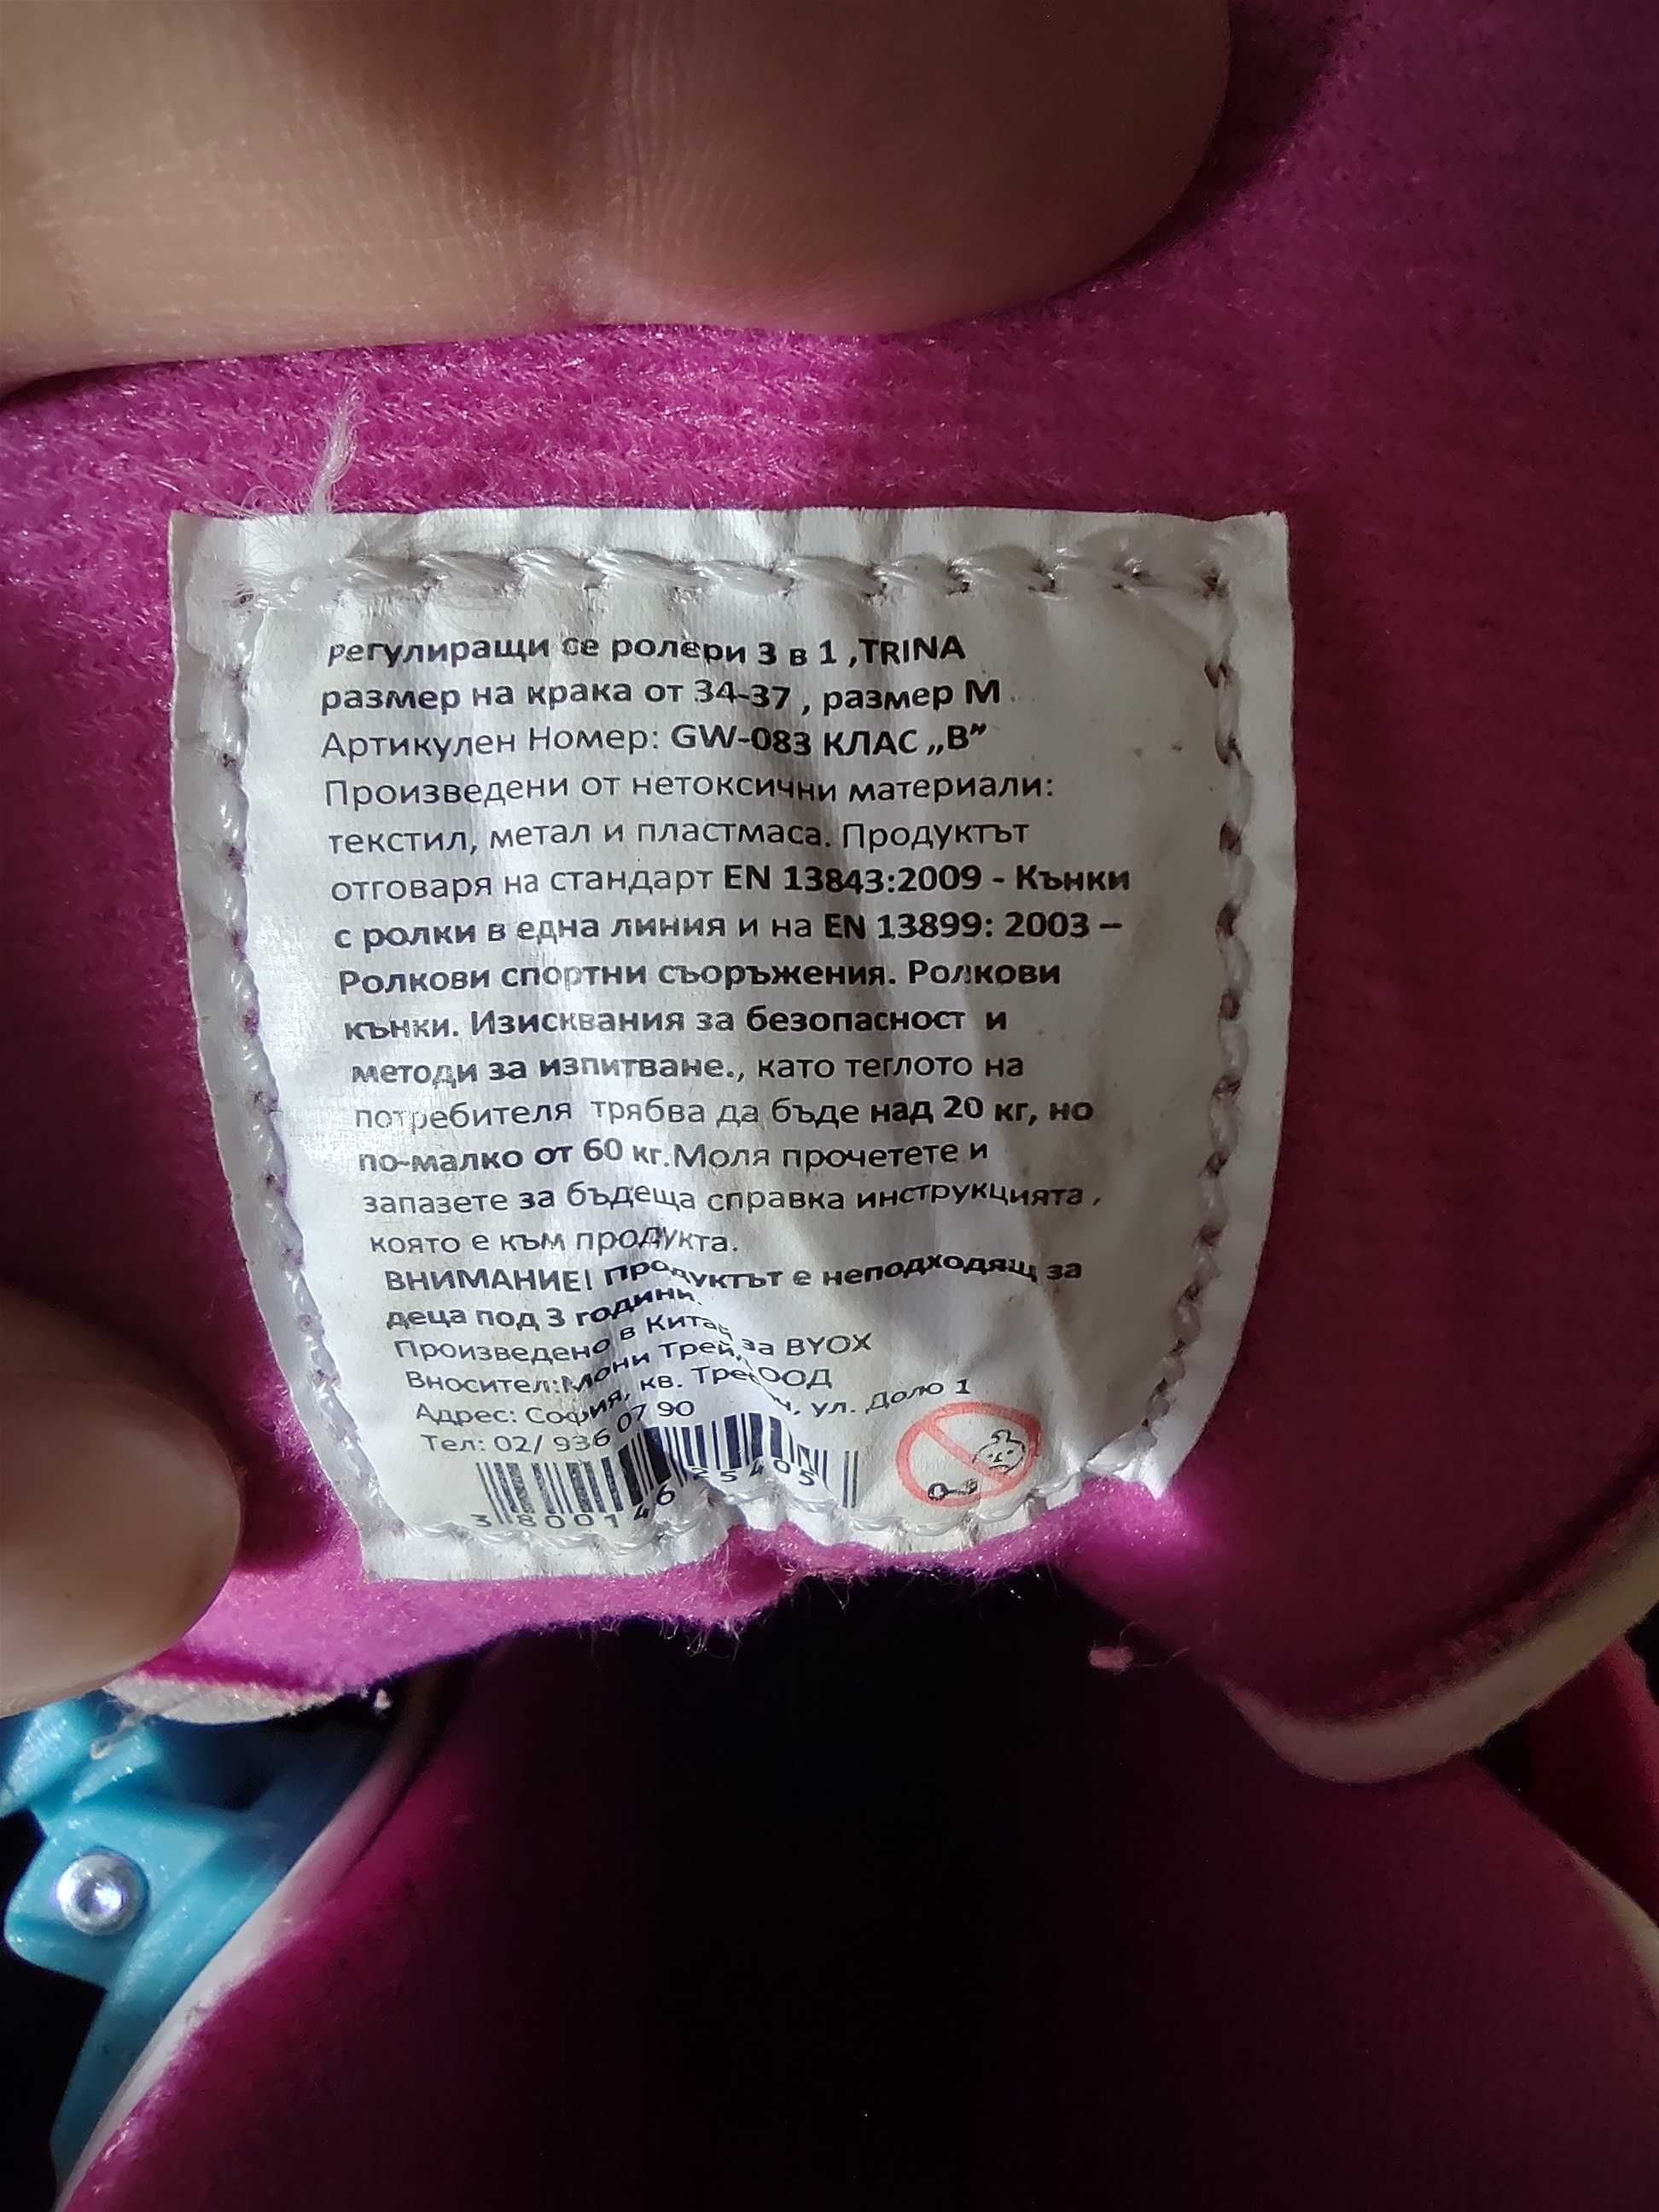 Регулиращи се ролери 3 в 1 ,TRINA
размер на крака от 34-37 , размер M
Артикулен Номер: GW-083 КЛАС „B”
Произведени от нетоксични материали:
текстил, метал и пластмаса. Продуктът
отговаря на стандарт EN 13843:2009 - Кънки
с ролки в една линия и на EN 13899: 2003 –
Ролкови спортни съоръжения. Ролкови
кънки. Изисквания за безопасност и
методи за изпитване., като теглото на
потребителя трябва да бъде над 20 кг, но
по-малко от 60 кг.Моля прочетете и
запазете за бъдеща справка инструкцията ,
която е към продукта.
ВНИМАНИЕ! Продуктът е неподходящ за
деца под 3 години.
Произведено в Китай за BYOX
Вносител:Мони Трейд ООД
Адрес: София, кв. ул. Доло 1
Тел: 02/ 936 07 90
3 800146 225405